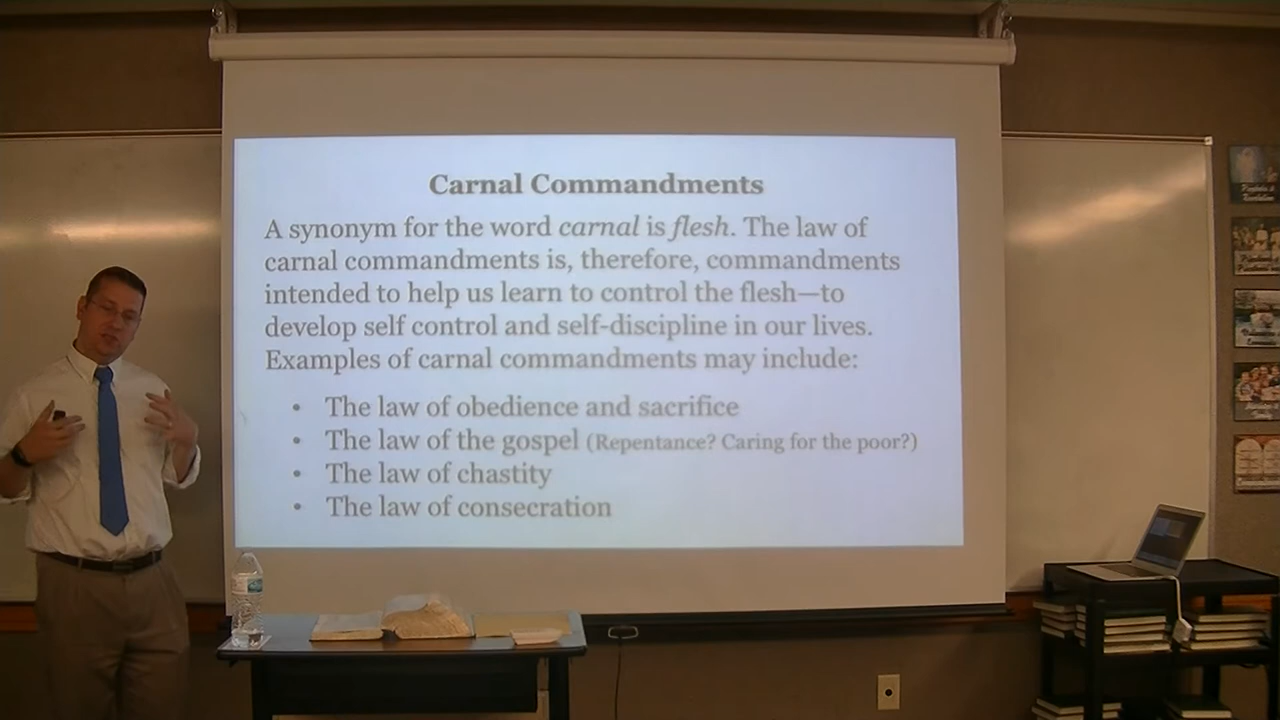 Carnal Commandments
A synonym for the word carnal is flesh. The law of
carnal commandments is, therefore, commandments
intended to help us learn to control the flesh—to
develop self control and self-discipline in our lives.
Examples of carnal commandments may include:
• The law of obedience and sacrifice
• The law of the gospel (Repentance? Caring for the poor?)
• The law of chastity
• The law of consecration